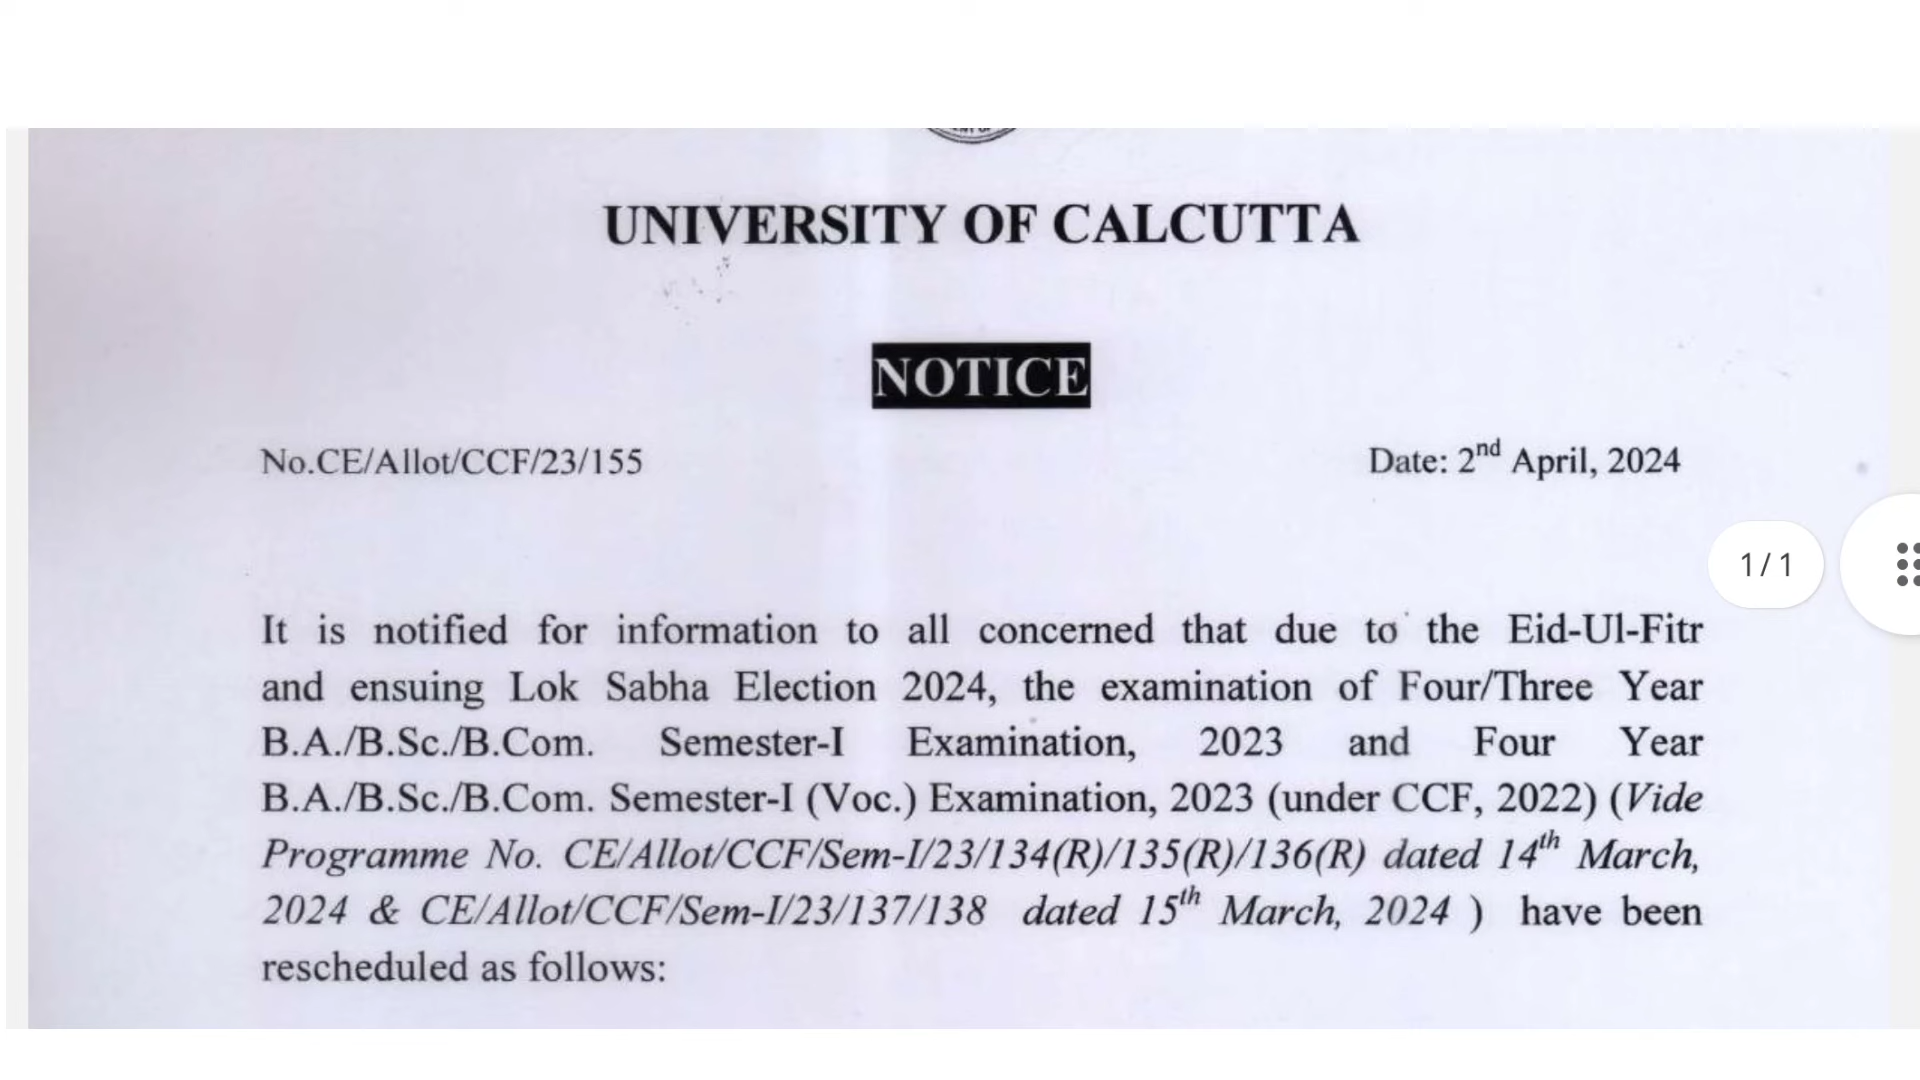 UNIVERSITY OF CALCUTTA
NOTICE
No.CE/Allot/CCF/23/155 Date: 2nd April, 2024
1 / 1
It is notified for information to all concerned that due to the Eid-Ul-Fitr
and ensuing Lok Sabha Election 2024, the examination of Four/Three Year
B.A./B.Sc./B.Com. Semester-I Examination, 2023 and Four Year
B.A./B.Sc./B.Com. Semester-I (Voc.) Examination, 2023 (under CCF, 2022) (Vide
Programme No. CE/Allot/CCF/Sem-I/23/134(R)/135(R)/136(R) dated 14th March,
2024 & CE/Allot/CCF/Sem-I/23/137/138 dated 15th March, 2024 ) have been
rescheduled as follows: